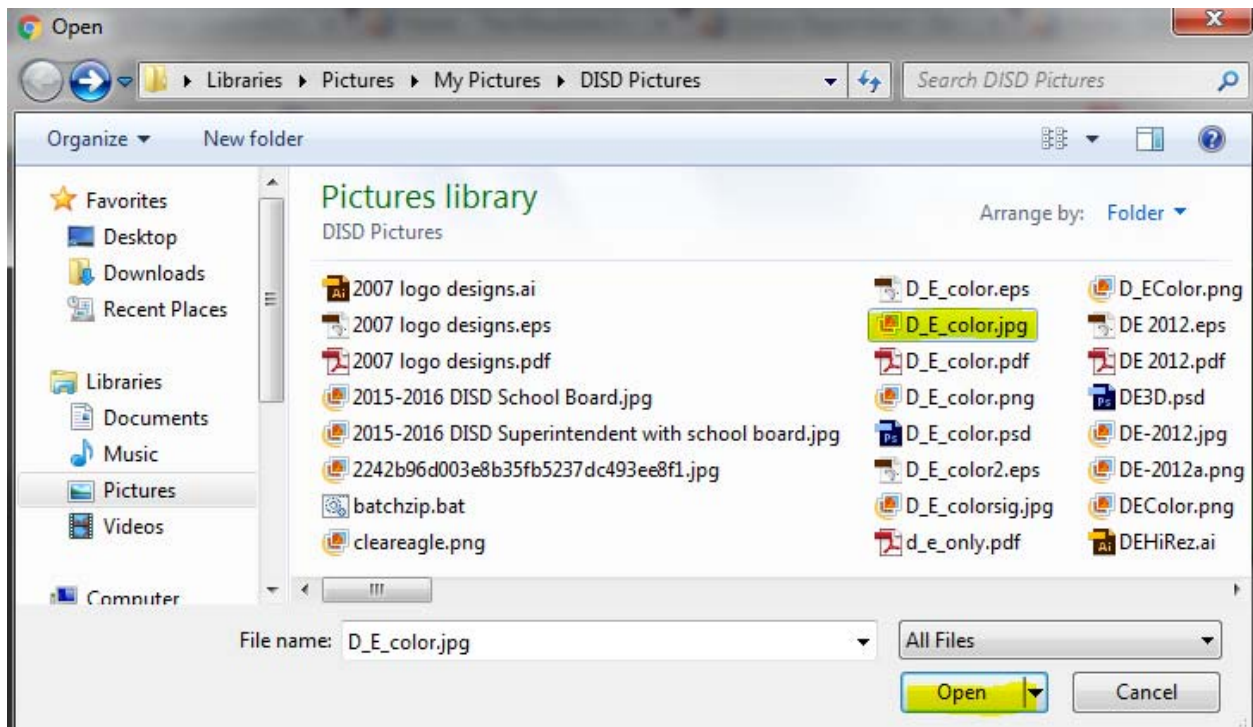 Open
Libraries Pictures My Pictures DISD Pictures
Search DISD Pictures
Organize New folder
Favorites
Desktop
Downloads
Recent Places
Libraries
Documents
Music
Pictures
Videos
Computer
Pictures library
DISD Pictures
Arrange by: Folder
2007 logo designs.ai
2007 logo designs.eps
2007 logo designs.pdf
2015-2016 DISD School Board.jpg
2015-2016 DISD Superintendent with school board.jpg
2242b96d003e8b35fb5237dc493ee8f1.jpg
batchzip.bat
cleareagle.png
D_E_color.eps
D_E_color.jpg
D_E_color.pdf
D_E_color.png
D_E_color.psd
D_E_color2.eps
D_E_colorsig.jpg
d_e_only.pdf
D_EColor.png
DE 2012.eps
DE 2012.pdf
DE3D.psd
DE-2012.jpg
DE-2012a.png
DEColor.png
DEHiRez.ai
File name: D_E_color.jpg
All Files
Open
Cancel